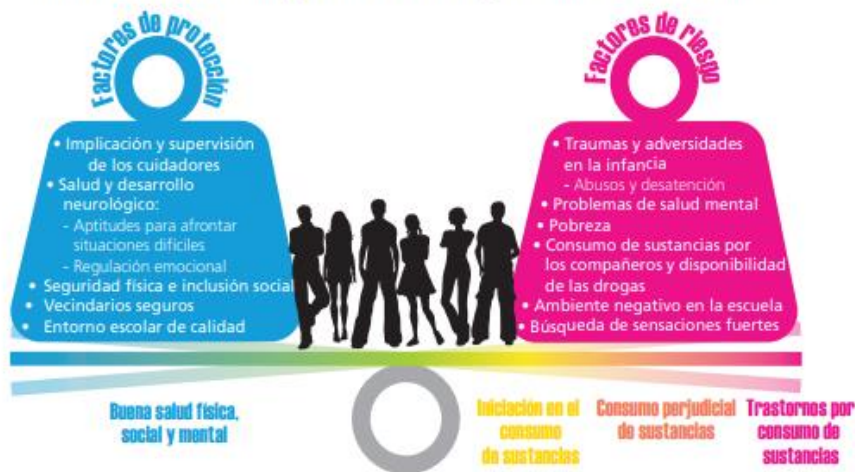 Factores de protección
• Implicación y supervisión
de los cuidadores
• Salud y desarrollo
neurológico:
- Aptitudes para afrontar
situaciones difíciles
- Regulación emocional
• Seguridad física e inclusión social
• Vecindarios seguros
• Entorno escolar de calidad
Factores de riesgo
• Traumas y adversidades
en la infancia
- Abusos y desatención
• Problemas de salud mental
• Pobreza
• Consumo de sustancias por
los compañeros y disponibilidad
de las drogas
• Ambiente negativo en la escuela
• Búsqueda de sensaciones fuertes
Buena salud física,
social y mental
Iniciación en el
consumo
de sustancias
Consumo perjudicial
de sustancias
Trastornos por
consumo de
sustancias